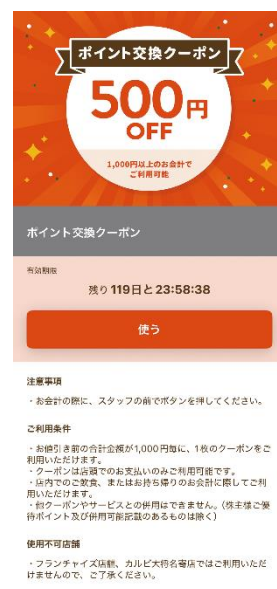 ポイント交換クーポン
500円
OFF
1,000円以上のお会計で
ご利用可能
ポイント交換クーポン
有効期限
残り 119日と 23:58:38
使う
注意事項
・お会計の際に、スタッフの前でボタンを押してください。
ご利用条件
・お値引き前の合計金額が1,000円毎に、1枚のクーポンをご
利用いただけます。
・クーポンは店頭でのお支払いのみご利用可能です。
・店内でのご飲食、またはお持ち帰りのお会計に際してご利
用いただけます。
・他クーポンやサービスとの併用はできません。（株主様ご優
待ポイント及び併用可能記載のあるものは除く）
使用不可店舗
・フランチャイズ店舗、カルビ大将名寄店ではご利用いただ
けませんので、ご了承ください。